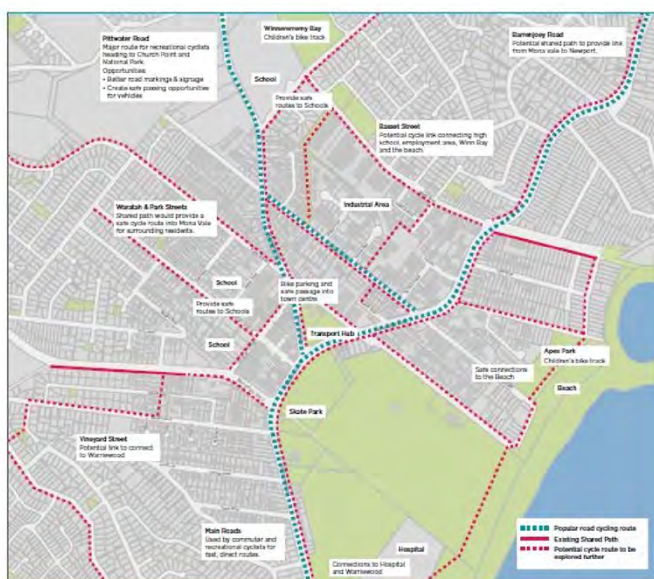 Pittwater Road
Major route for recreational cyclists
heading to Church Point and
National Park.
Opportunities:
• Better road markings & signage
• Create safe passing opportunities
for vehicles
Winnererremy Bay
Children's bike track
Barrenjoey Road
Potential shared path to provide link
from Mona Vale to Newport.
School
Provide safe
routes to Schools
Basset Street
Potential cycle link connecting high
school, employment area, Winn Bay
and the beach.
Waratah & Park Streets
Shared path would provide a
safe cycle route into Mona Vale
for surrounding residents.
Industrial Area
School
Provide safe
routes to Schools
Bike parking and
safe passage into
town centre
School
Transport Hub
Safe connections
to the Beach
Apex Park
Children's bike track
Beach
Skate Park
Vineyard Street
Potential link to connect
to Warriewood
Main Roads
Used by commuter and
recreational cyclists for
fast, direct routes.
Hospital
Connections to Hospital
and Warriewood
Popular road cycling route
Existing Shared Path
Potential cycle route to be
explored further